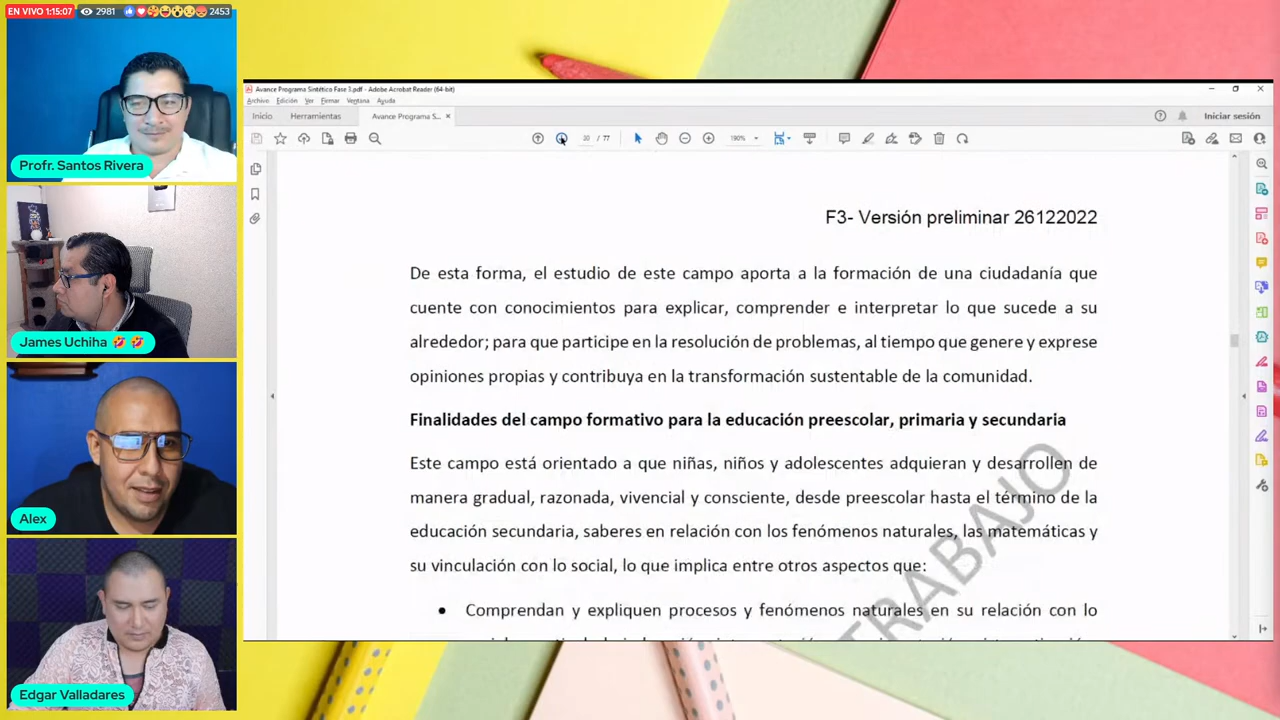 EN VIVO 1:15:07 2981 2453
Profr. Santos Rivera
James Uchiha 🤣 🤣
Alex
Edgar Valladares
Avance Programa Sintético Fase 3.pdf - Adobe Acrobat Reader (64-bit)
Archivo Edición Ver Firmar Ventana Ayuda
Inicio Herramientas Avance Programa S... × Iniciar sesión
/ 77 190%
F3- Versión preliminar 26122022
De esta forma, el estudio de este campo aporta a la formación de una ciudadanía que
cuente con conocimientos para explicar, comprender e interpretar lo que sucede a su
alrededor; para que participe en la resolución de problemas, al tiempo que genere y exprese
opiniones propias y contribuya en la transformación sustentable de la comunidad.
Finalidades del campo formativo para la educación preescolar, primaria y secundaria
Este campo está orientado a que niñas, niños y adolescentes adquieran y desarrollen de
manera gradual, razonada, vivencial y consciente, desde preescolar hasta el término de la
educación secundaria, saberes en relación con los fenómenos naturales, las matemáticas y
su vinculación con lo social, lo que implica entre otros aspectos que:
• Comprendan y expliquen procesos y fenómenos naturales en su relación con lo
TRABAJO